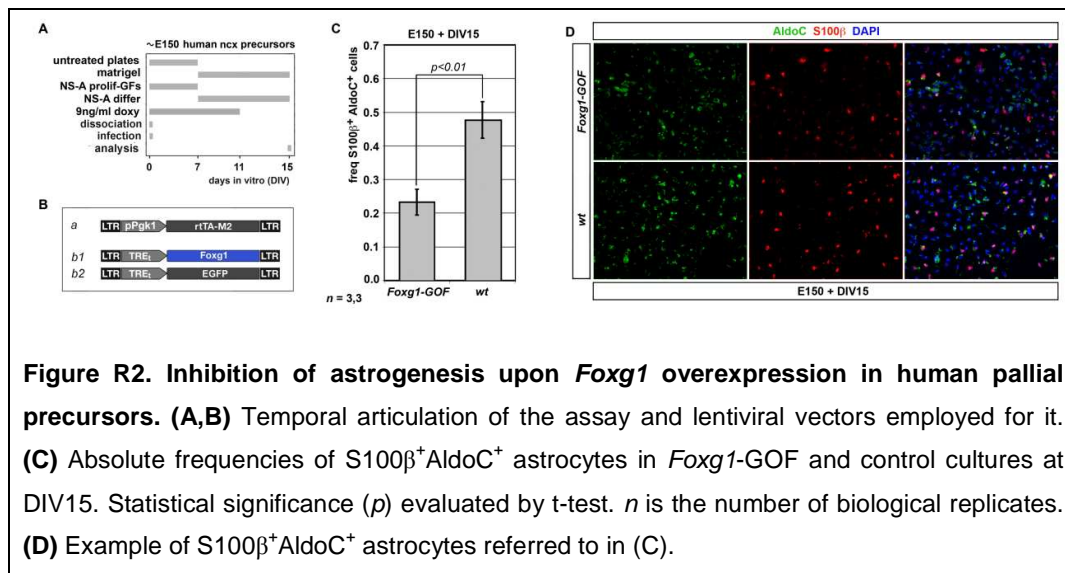 A
~E150 human ncx precursors
untreated plates
matrigel
NS-A prolif-GFs
NS-A differ
9ng/ml doxy
dissociation
infection
analysis
0 7 11 15
days in vitro (DIV)
B
a LTR pPgk1 rtTA-M2 LTR
b1 LTR TREt Foxg1 LTR
b2 LTR TREt EGFP LTR
C
E150 + DIV15
p<0.01
freq S100β+ AldoC+ cells
0.7
0.6
0.5
0.4
0.3
0.2
0.1
0.0
Foxg1-GOF wt
n = 3,3
D
AldoC S100β DAPI
Foxg1-GOF
wt
E150 + DIV15
Figure R2. Inhibition of astrogenesis upon Foxg1 overexpression in human pallial
precursors. (A,B) Temporal articulation of the assay and lentiviral vectors employed for it.
(C) Absolute frequencies of S100β+AldoC+ astrocytes in Foxg1-GOF and control cultures at
DIV15. Statistical significance (p) evaluated by t-test. n is the number of biological replicates.
(D) Example of S100β+AldoC+ astrocytes referred to in (C).